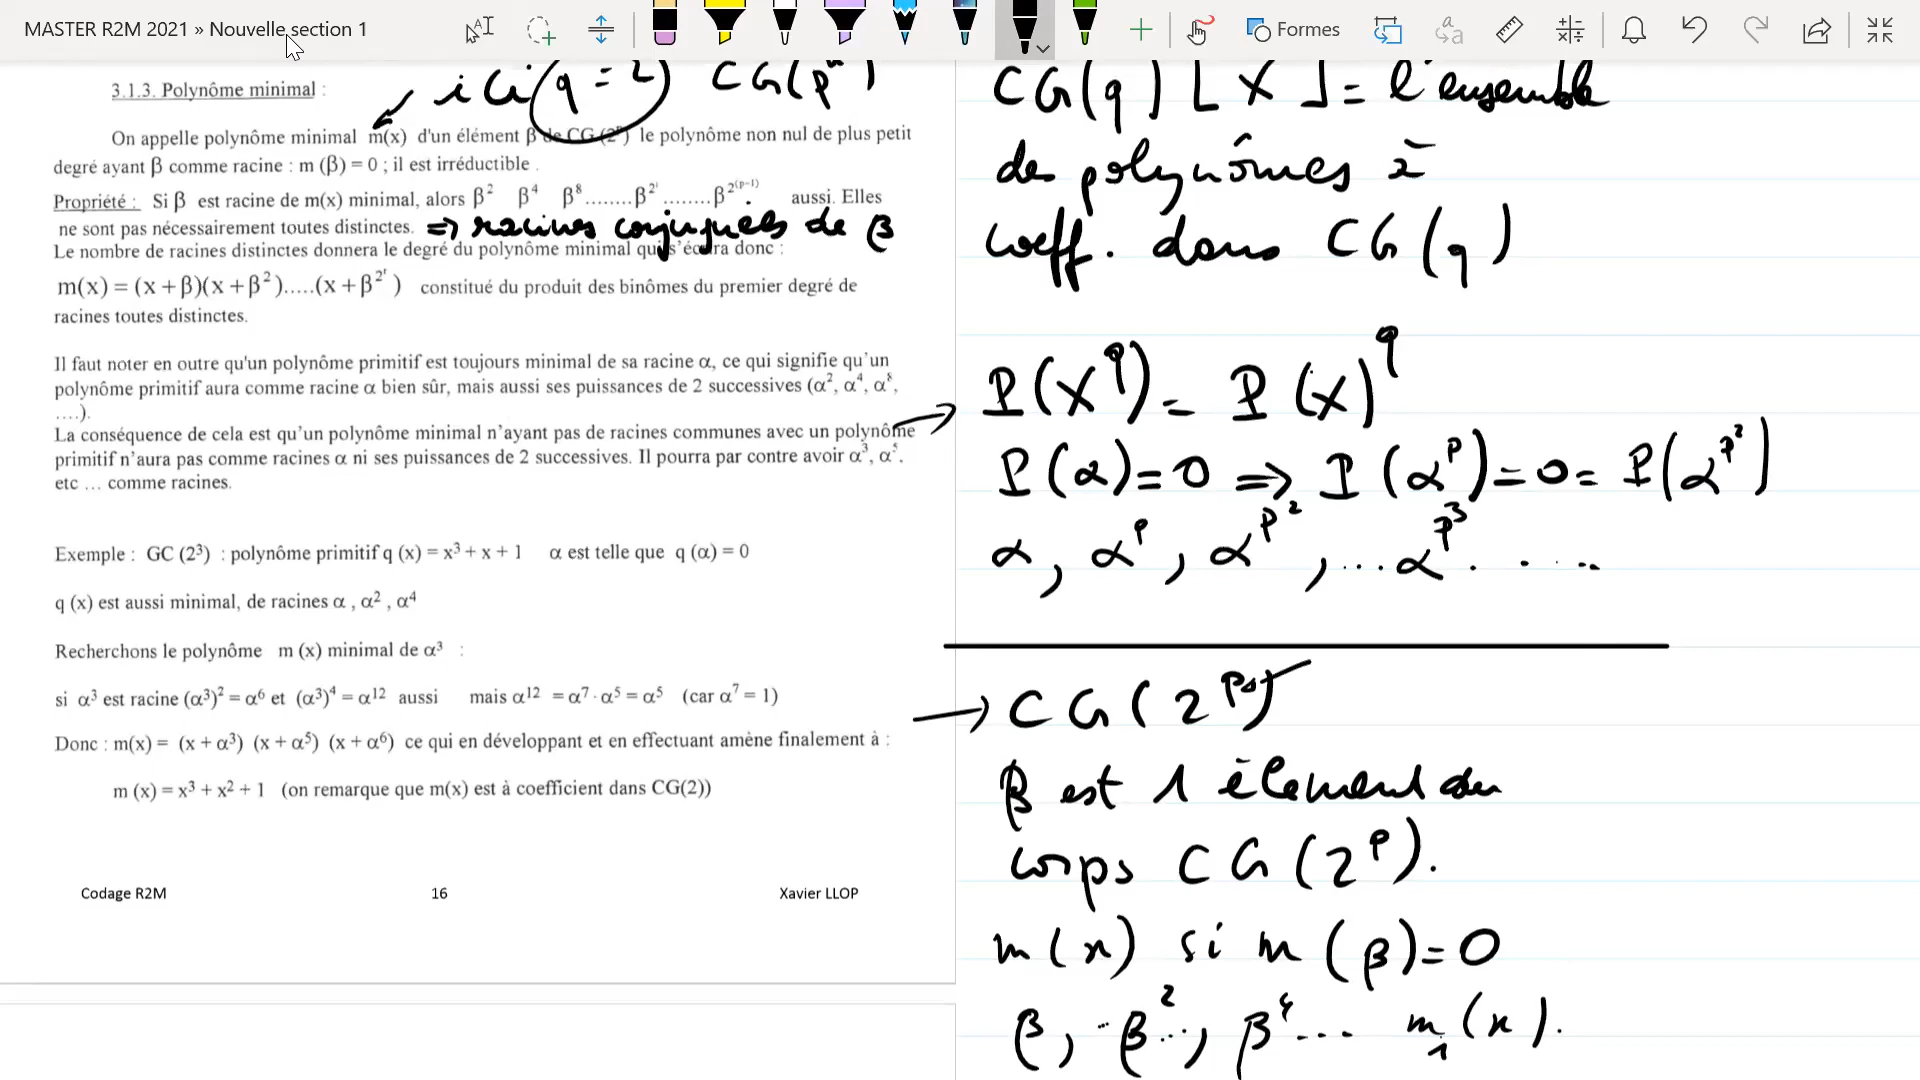 MASTER R2M 2021 » Nouvelle section 1
Formes
3.1.3. Polynôme minimal :
ici (q = 2) CG(pⁿ)
On appelle polynôme minimal m(x) d'un élément β de CG (2ᵖ) le polynôme non nul de plus petit
degré ayant β comme racine : m (β) = 0 ; il est irréductible .
Propriété : Si β est racine de m(x) minimal, alors β² β⁴ β⁸ ........β^2^i ........β^2^(p-1) aussi. Elles
ne sont pas nécessairement toutes distinctes. ⇒ racines conjuguées de β
Le nombre de racines distinctes donnera le degré du polynôme minimal qui s'écrira donc :
m(x) = (x + β)(x + β²).....(x + β^2^r) constitué du produit des binômes du premier degré de
racines toutes distinctes.
Il faut noter en outre qu'un polynôme primitif est toujours minimal de sa racine α, ce qui signifie qu'un
polynôme primitif aura comme racine α bien sûr, mais aussi ses puissances de 2 successives (α², α⁴, α⁸,
....).
La conséquence de cela est qu'un polynôme minimal n'ayant pas de racines communes avec un polynôme
primitif n'aura pas comme racines α ni ses puissances de 2 successives. Il pourra par contre avoir α³, α⁵,
etc ... comme racines.
Exemple : GC (2³) : polynôme primitif q (x) = x³ + x + 1 α est telle que q (α) = 0
q (x) est aussi minimal, de racines α , α² , α⁴
Recherchons le polynôme m (x) minimal de α³ :
si α³ est racine (α³)² = α⁶ et (α³)⁴ = α¹² aussi mais α¹² = α⁷ · α⁵ = α⁵ (car α⁷ = 1)
Donc : m(x) = (x + α³) (x + α⁵) (x + α⁶) ce qui en développant et en effectuant amène finalement à :
m (x) = x³ + x² + 1 (on remarque que m(x) est à coefficient dans CG(2))
Codage R2M 16 Xavier LLOP
CG(q) [X] = l'ensemble
de polynômes à
coeff. dans CG(q)
P(X^q) = P(X)^q
P(α) = 0 ⇒ P(α^p) = 0 = P(α^p²)
α, α^p, α^p², ... α^p³ . . ..
→ CG(2^p)
β est 1 élément du
corps CG(2^p).
m(x) si m(β) = 0
β, β², β⁴ ... m₁(x).